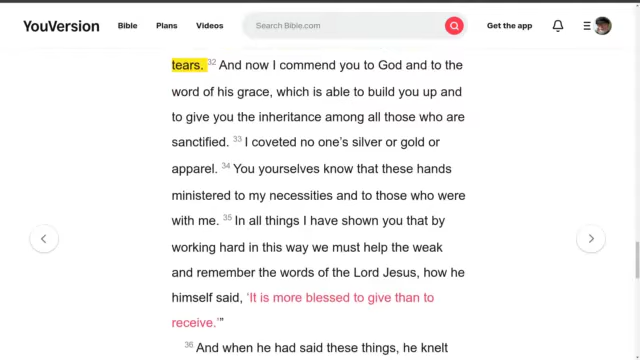 YouVersion Bible Plans Videos Search Bible.com Get the app
tears. 32 And now I commend you to God and to the
word of his grace, which is able to build you up and
to give you the inheritance among all those who are
sanctified. 33 I coveted no one’s silver or gold or
apparel. 34 You yourselves know that these hands
ministered to my necessities and to those who were
with me. 35 In all things I have shown you that by
working hard in this way we must help the weak
and remember the words of the Lord Jesus, how he
himself said, ‘It is more blessed to give than to
receive.’”
36 And when he had said these things, he knelt